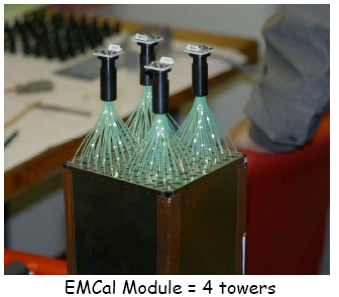 EMCal Module = 4 towers